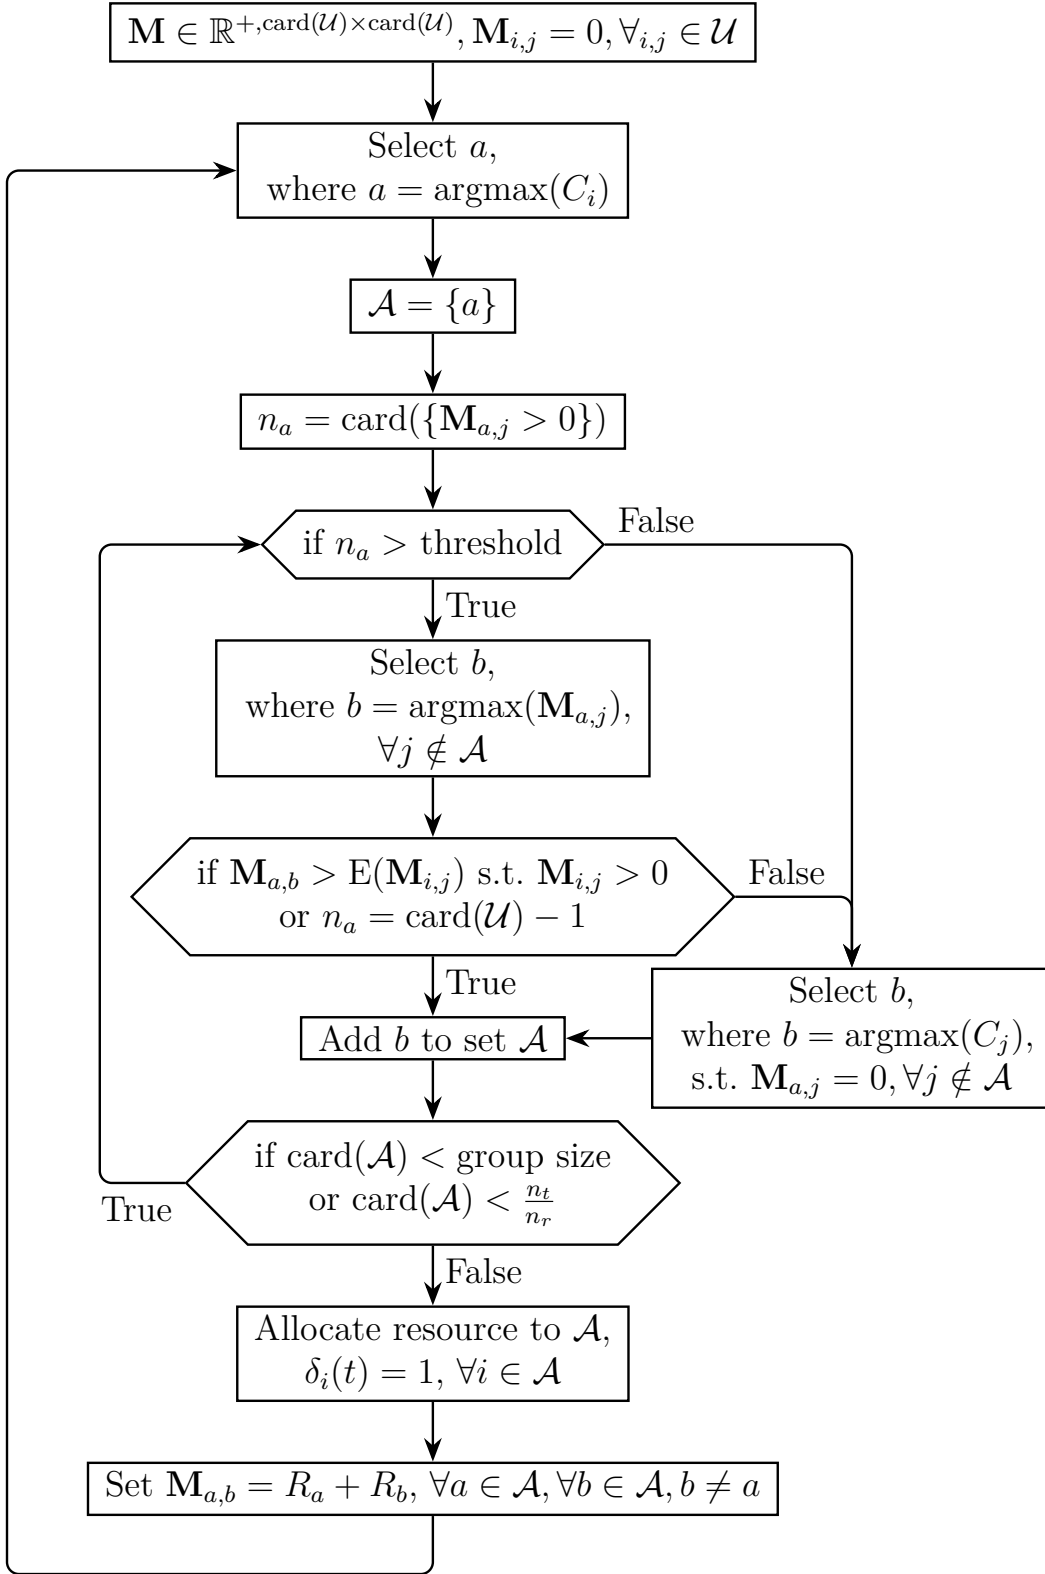 𝐌 ∈ ℝ^{+,card(𝒰)×card(𝒰)}, 𝐌_{i,j} = 0, ∀_{i,j} ∈ 𝒰
Select a,
where a = argmax(C_i)
𝒜 = {a}
n_a = card({𝐌_{a,j} > 0})
if n_a > threshold
False
True
Select b,
where b = argmax(𝐌_{a,j}),
∀j ∉ 𝒜
if 𝐌_{a,b} > E(𝐌_{i,j}) s.t. 𝐌_{i,j} > 0
or n_a = card(𝒰) − 1
False
True
Select b,
where b = argmax(C_j),
s.t. 𝐌_{a,j} = 0, ∀j ∉ 𝒜
Add b to set 𝒜
if card(𝒜) < group size
or card(𝒜) < \frac{n_t}{n_r}
True
False
Allocate resource to 𝒜,
δ_i(t) = 1, ∀i ∈ 𝒜
Set 𝐌_{a,b} = R_a + R_b, ∀a ∈ 𝒜, ∀b ∈ 𝒜, b ≠ a